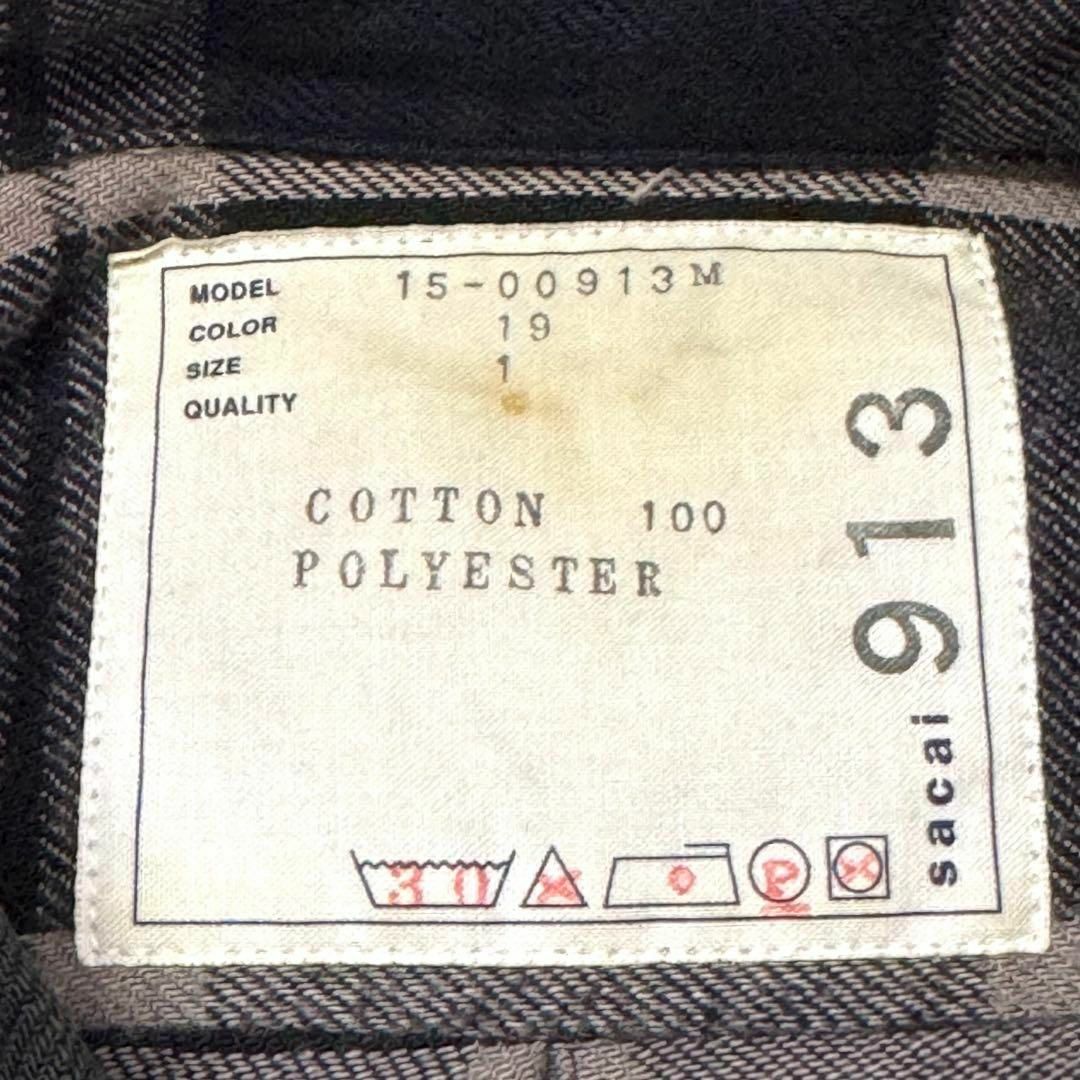 MODEL 15-00913M
COLOR 19
SIZE 1
QUALITY
COTTON 100
POLYESTER
sacai 913
30
P